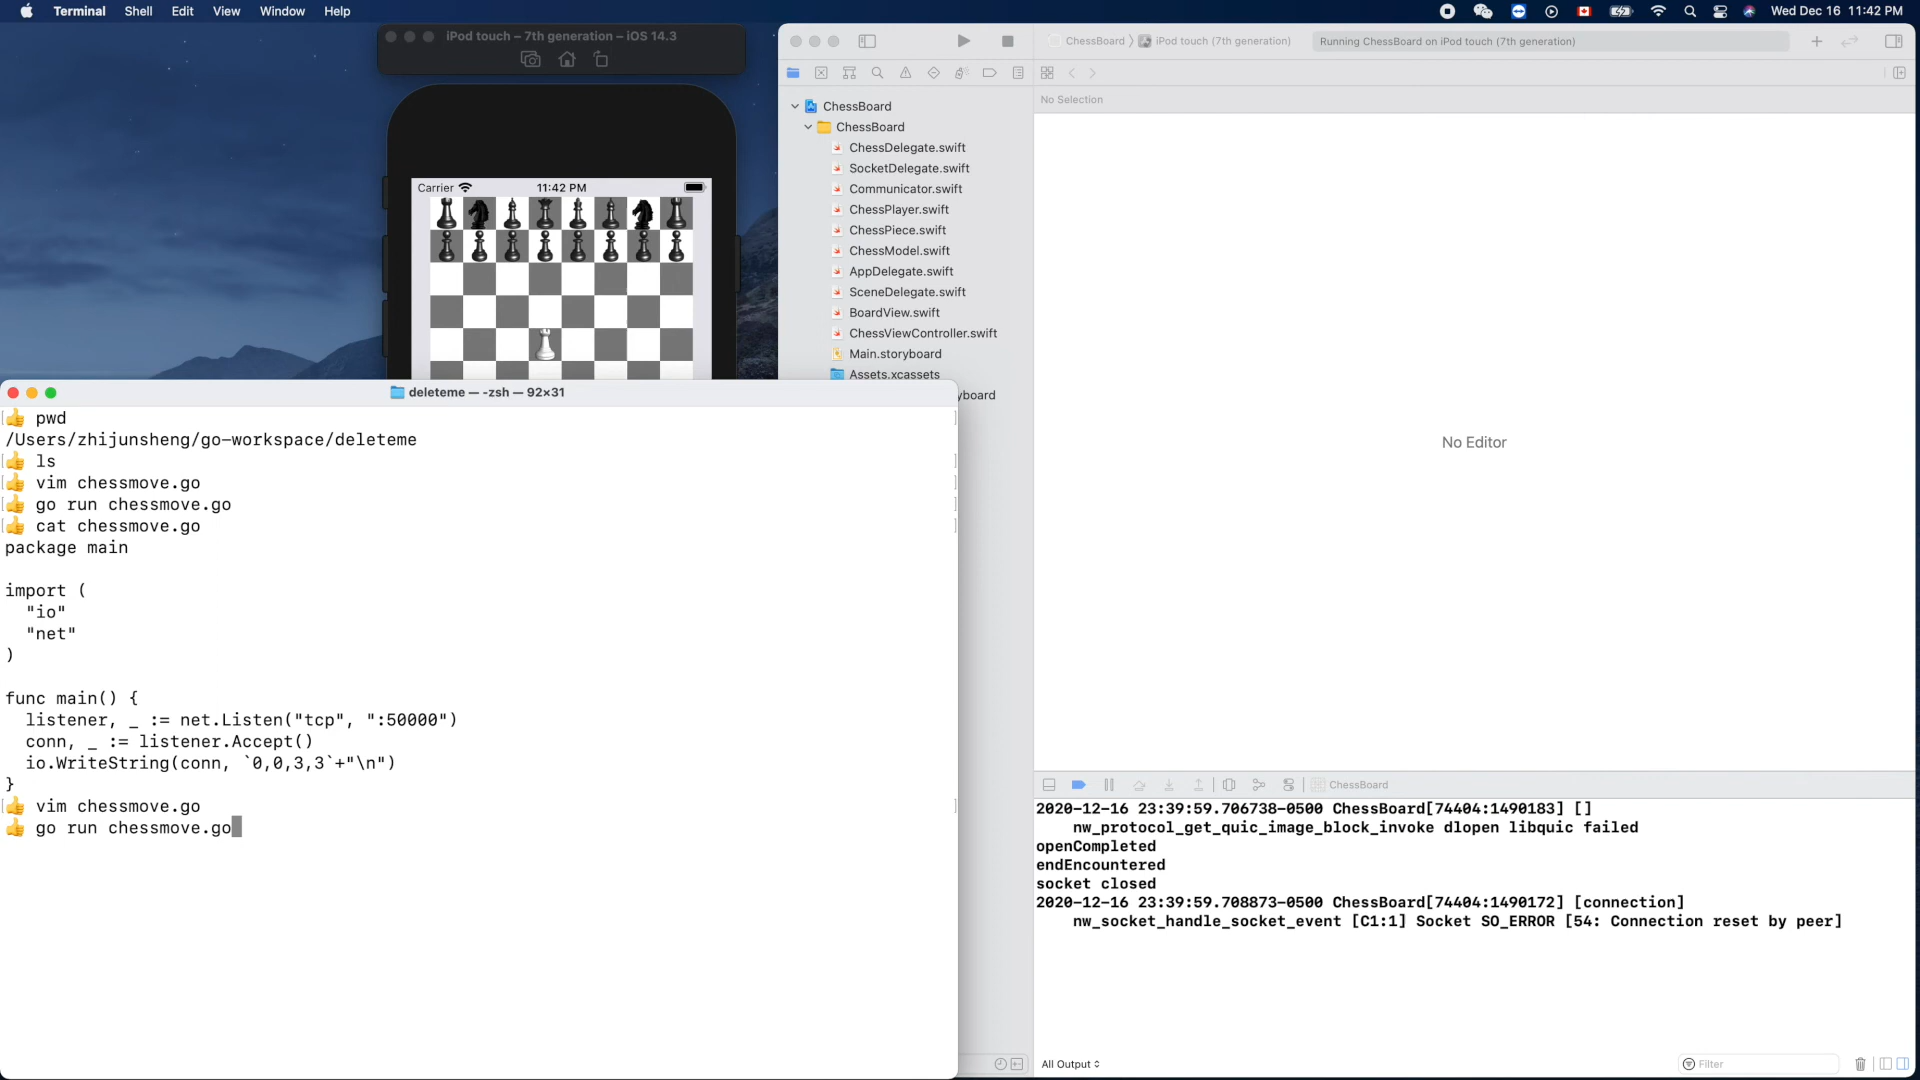 Terminal Shell Edit View Window Help
Wed Dec 16 11:42 PM
iPod touch – 7th generation – iOS 14.3
Carrier
11:42 PM
ChessBoard
iPod touch (7th generation)
Running ChessBoard on iPod touch (7th generation)
No Selection
ChessBoard
ChessBoard
ChessDelegate.swift
SocketDelegate.swift
Communicator.swift
ChessPlayer.swift
ChessPiece.swift
ChessModel.swift
AppDelegate.swift
SceneDelegate.swift
BoardView.swift
ChessViewController.swift
Main.storyboard
Assets.xcassets
yboard
No Editor
deleteme — -zsh — 92×31
👍 pwd
/Users/zhijunsheng/go-workspace/deleteme
👍 ls
👍 vim chessmove.go
👍 go run chessmove.go
👍 cat chessmove.go
package main
import (
"io"
"net"
)
func main() {
listener, _ := net.Listen("tcp", ":50000")
conn, _ := listener.Accept()
io.WriteString(conn, `0,0,3,3`+"\n")
}
👍 vim chessmove.go
👍 go run chessmove.go
ChessBoard
2020-12-16 23:39:59.706738-0500 ChessBoard[74404:1490183] []
nw_protocol_get_quic_image_block_invoke dlopen libquic failed
openCompleted
endEncountered
socket closed
2020-12-16 23:39:59.708873-0500 ChessBoard[74404:1490172] [connection]
nw_socket_handle_socket_event [C1:1] Socket SO_ERROR [54: Connection reset by peer]
All Output
Filter